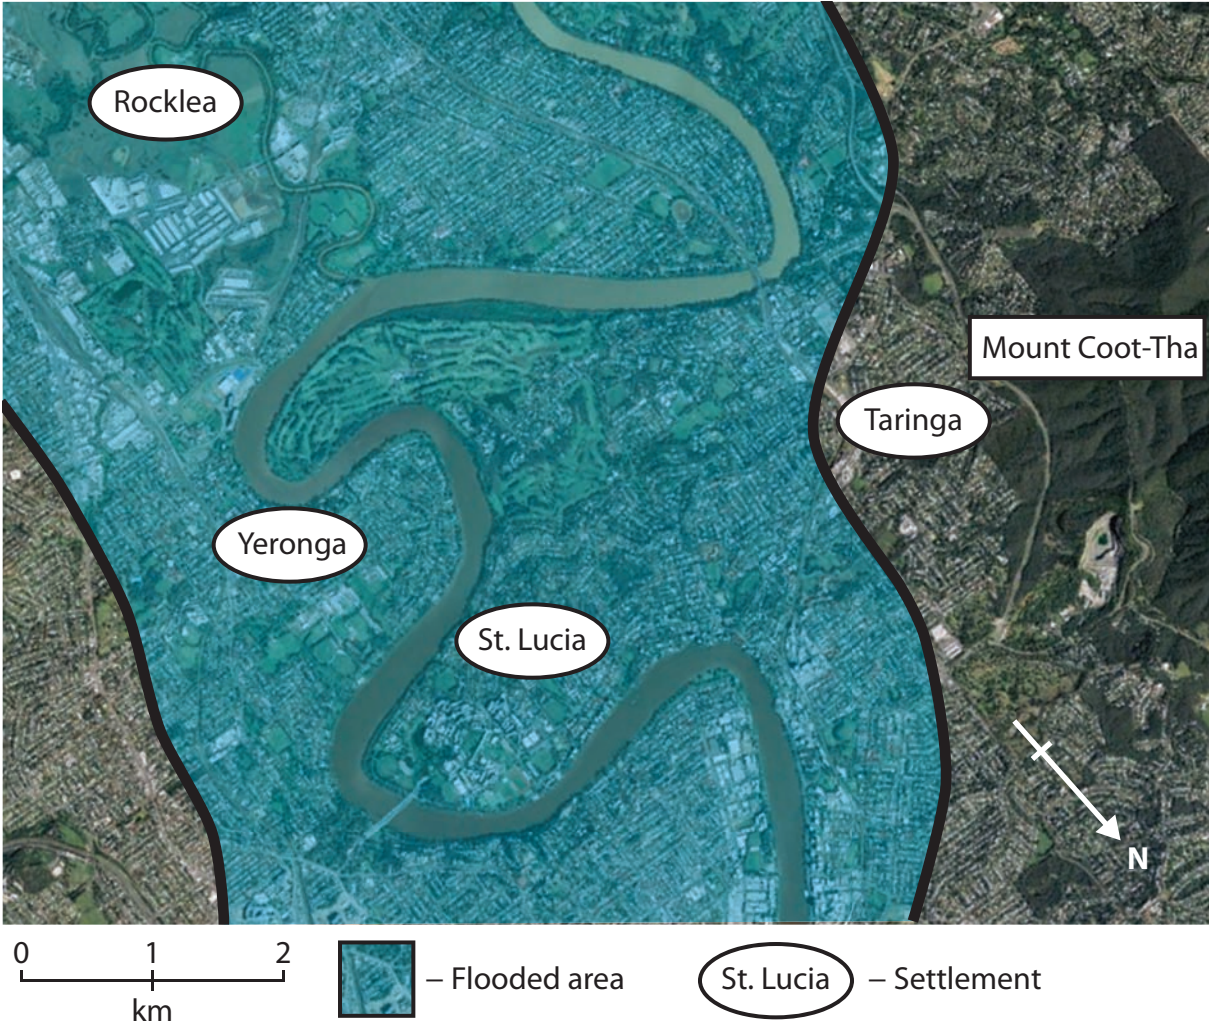 Rocklea
Mount Coot-Tha
Taringa
Yeronga
St. Lucia
N
0 1 2
km
– Flooded area
St. Lucia – Settlement